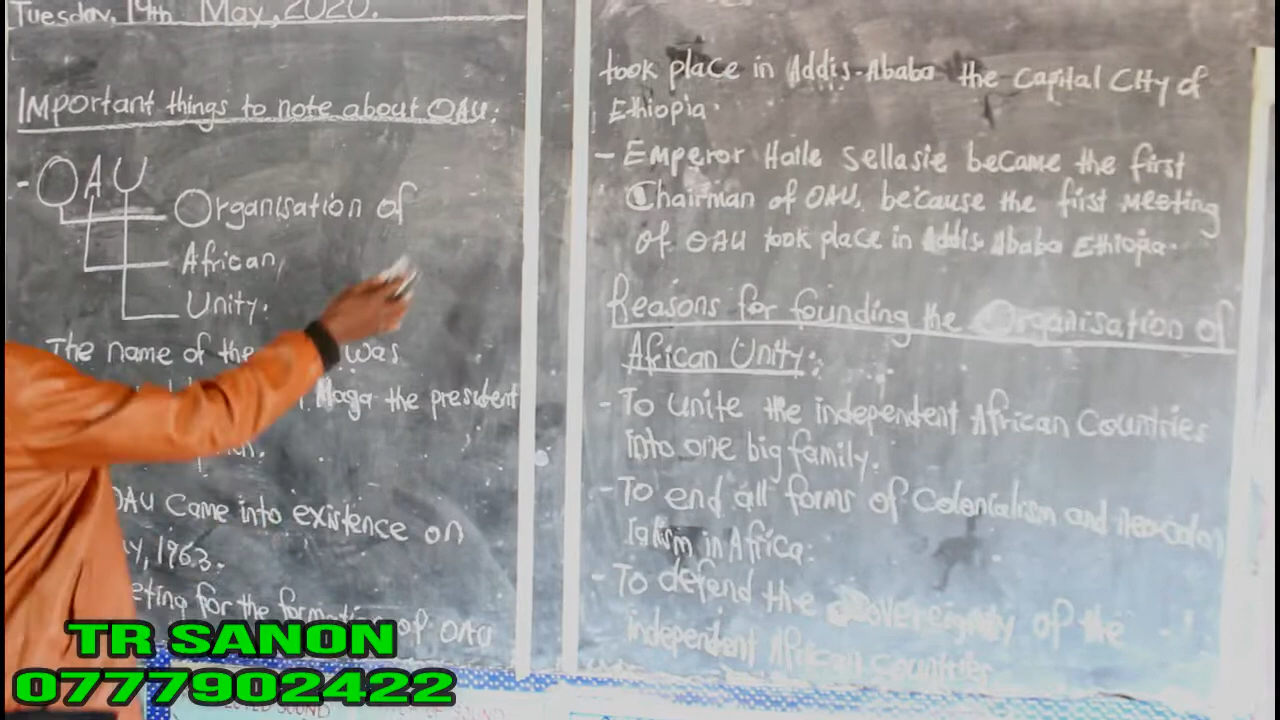 Tuesday, 19th May, 2020.
Important things to note about OAU:
- OAU
Organisation of
African,
Unity.
The name of the was
Maga the president
OAU Came into existence on
1963.
for the formation of OAU
took place in Addis-Ababa the Capital City of
Ethiopia.
- Emperor Haile Sellasie became the first
Chairman of OAU, because the first meeting
of OAU took place in Addis Ababa Ethiopia.
Reasons for founding the Organisation of
African Unity:
- To unite the independent African Countries
into one big family.
- To end all forms of Colonialism and neo-colon
ialism in Africa:
- To defend the Sovereignty of the
independent African Countries
TR SANON
0777902422